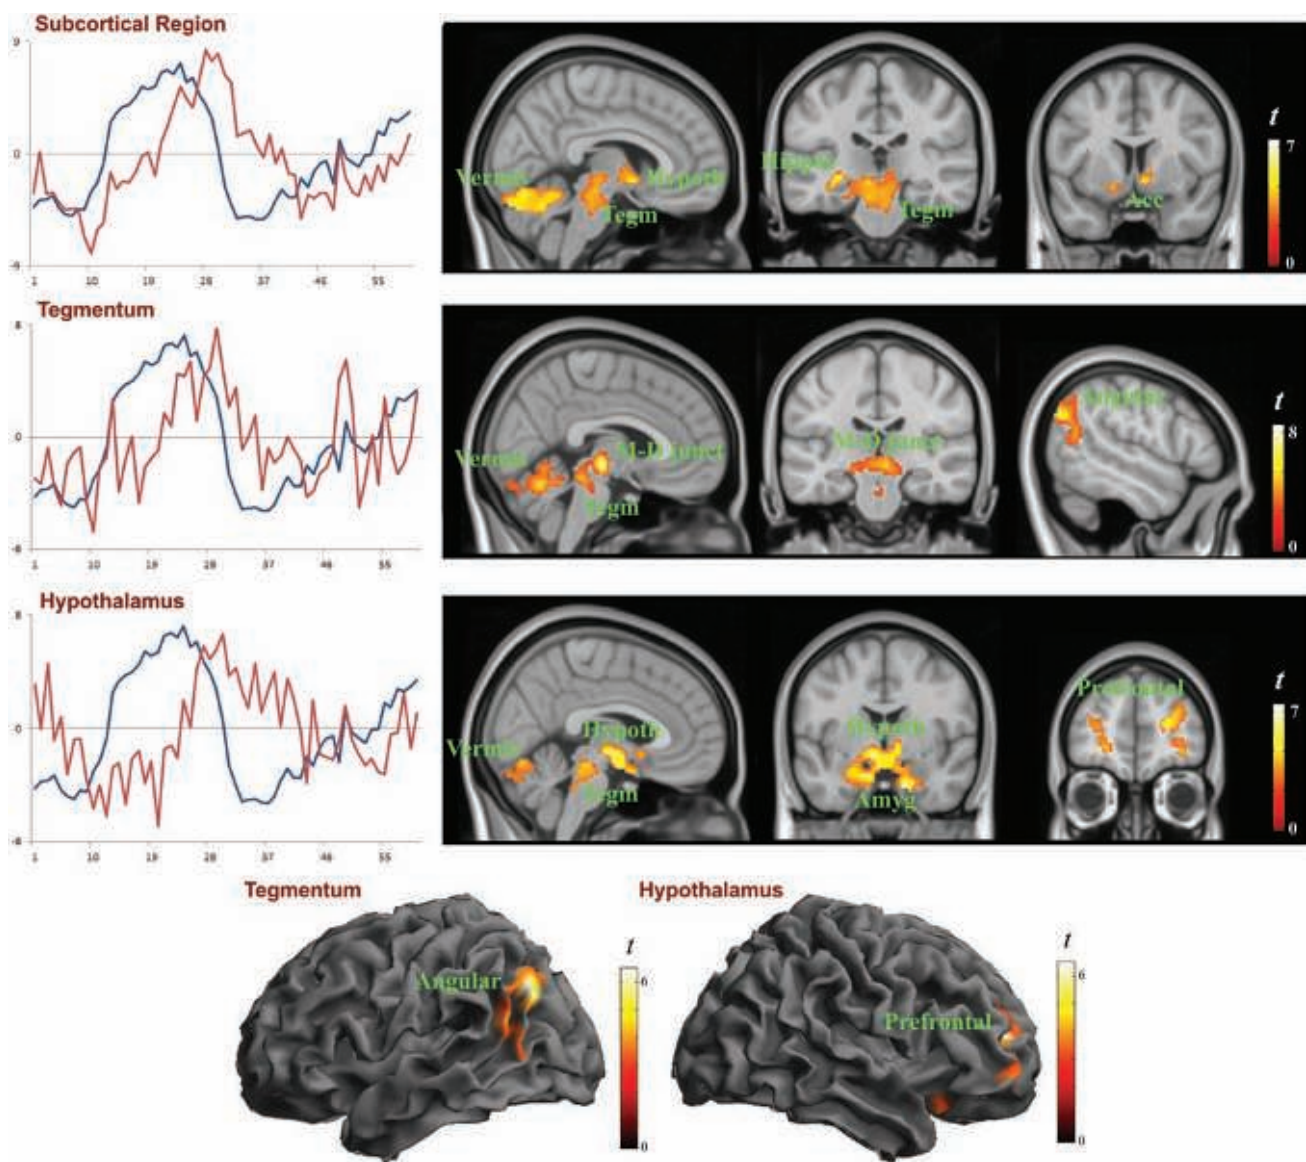 Subcortical Region
9
0
-9
1 10 19 28 37 46 55
Vermis
Hypoth
Tegm
Hippoc
Tegm
Acc
t
7
0
Tegmentum
8
0
-8
1 10 19 28 37 46 55
Vermis
M-D junct
Tegm
M-D junct
Angular
t
8
0
Hypothalamus
8
0
-8
1 10 19 28 37 46 55
Vermis
Hypoth
Tegm
Hypoth
Amyg
Prefrontal
t
7
0
Tegmentum
Angular
t
6
0
Hypothalamus
Prefrontal
t
6
0